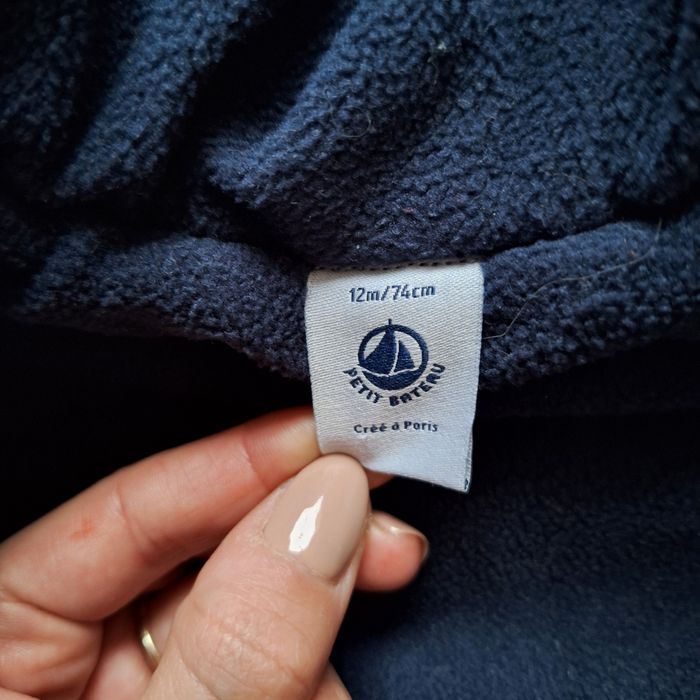 12m/74cm
PETIT BATEAU
Créé à Paris